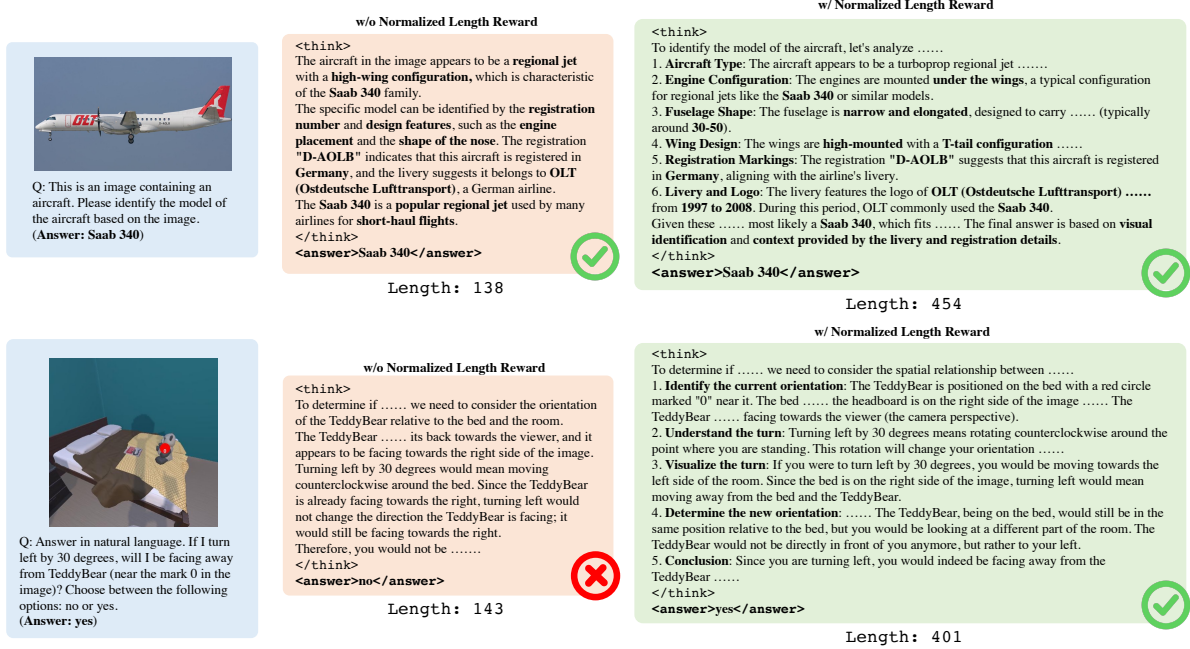 w/o Normalized Length Reward
w/ Normalized Length Reward
OLT
Q: This is an image containing an
aircraft. Please identify the model of
the aircraft based on the image.
(Answer: Saab 340)
<think>
The aircraft in the image appears to be a regional jet
with a high-wing configuration, which is characteristic
of the Saab 340 family.
The specific model can be identified by the registration
number and design features, such as the engine
placement and the shape of the nose. The registration
"D-AOLB" indicates that this aircraft is registered in
Germany, and the livery suggests it belongs to OLT
(Ostdeutsche Lufttransport), a German airline.
The Saab 340 is a popular regional jet used by many
airlines for short-haul flights.
</think>
<answer>Saab 340</answer>
Length: 138
<think>
To identify the model of the aircraft, let's analyze ……
1. Aircraft Type: The aircraft appears to be a turboprop regional jet …….
2. Engine Configuration: The engines are mounted under the wings, a typical configuration
for regional jets like the Saab 340 or similar models.
3. Fuselage Shape: The fuselage is narrow and elongated, designed to carry …… (typically
around 30-50).
4. Wing Design: The wings are high-mounted with a T-tail configuration ……
5. Registration Markings: The registration "D-AOLB" suggests that this aircraft is registered
in Germany, aligning with the airline's livery.
6. Livery and Logo: The livery features the logo of OLT (Ostdeutsche Lufttransport) ……
from 1997 to 2008. During this period, OLT commonly used the Saab 340.
Given these …… most likely a Saab 340, which fits …… The final answer is based on visual
identification and context provided by the livery and registration details.
</think>
<answer>Saab 340</answer>
Length: 454
Q: Answer in natural language. If I turn
left by 30 degrees, will I be facing away
from TeddyBear (near the mark 0 in the
image)? Choose between the following
options: no or yes.
(Answer: yes)
w/o Normalized Length Reward
<think>
To determine if …… we need to consider the orientation
of the TeddyBear relative to the bed and the room.
The TeddyBear …… its back towards the viewer, and it
appears to be facing towards the right side of the image.
Turning left by 30 degrees would mean moving
counterclockwise around the bed. Since the TeddyBear
is already facing towards the right, turning left would
not change the direction the TeddyBear is facing; it
would still be facing towards the right.
Therefore, you would not be …….
</think>
<answer>no</answer>
Length: 143
w/ Normalized Length Reward
<think>
To determine if …… we need to consider the spatial relationship between ……
1. Identify the current orientation: The TeddyBear is positioned on the bed with a red circle
marked "0" near it. The bed …… the headboard is on the right side of the image …… The
TeddyBear …… facing towards the viewer (the camera perspective).
2. Understand the turn: Turning left by 30 degrees means rotating counterclockwise around the
point where you are standing. This rotation will change your orientation ……
3. Visualize the turn: If you were to turn left by 30 degrees, you would be moving towards the
left side of the room. Since the bed is on the right side of the image, turning left would mean
moving away from the bed and the TeddyBear.
4. Determine the new orientation: …… The TeddyBear, being on the bed, would still be in the
same position relative to the bed, but you would be looking at a different part of the room. The
TeddyBear would not be directly in front of you anymore, but rather to your left.
5. Conclusion: Since you are turning left, you would indeed be facing away from the
TeddyBear ……
</think>
<answer>yes</answer>
Length: 401